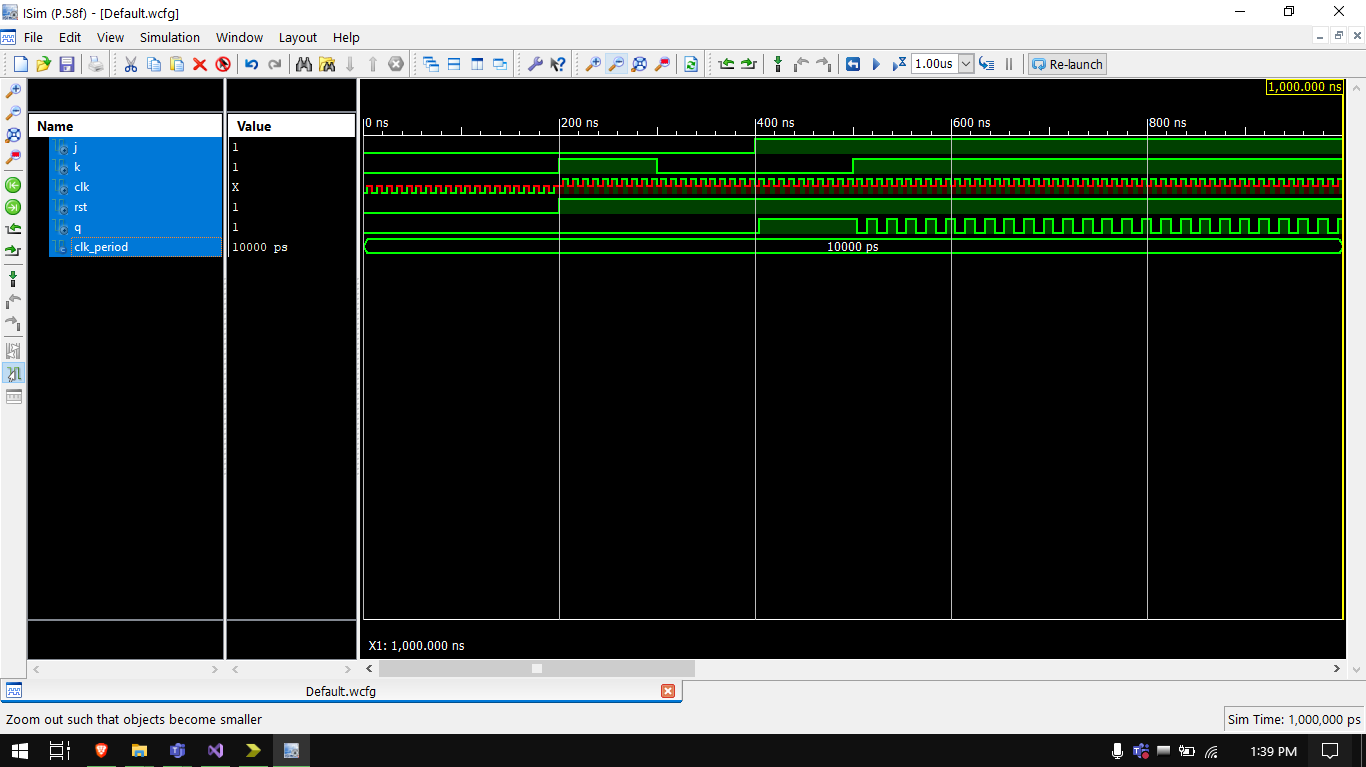 ISim (P.58f) - [Default.wcfg]
File Edit View Simulation Window Layout Help
1.00us Re-launch
1,000.000 ns
Name Value
0 ns 200 ns 400 ns 600 ns 800 ns
j 1
k 1
clk X
rst 1
q 1
clk_period 10000 ps 10000 ps
X1: 1,000.000 ns
Default.wcfg
Zoom out such that objects become smaller Sim Time: 1,000,000 ps
1:39 PM